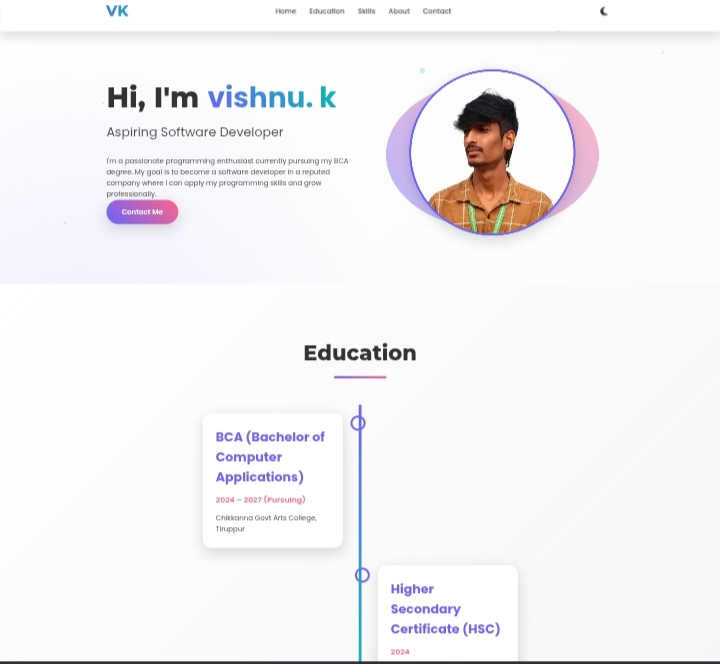 VK
Home Education Skills About Contact
Hi, I'm vishnu. k
Aspiring Software Developer
I'm a passionate programming enthusiast currently pursuing my BCA
degree. My goal is to become a software developer in a reputed
company where I can apply my programming skills and grow
professionally.
Contact Me
Education
BCA (Bachelor of
Computer
Applications)
2024 – 2027 (Pursuing)
Chikkanna Govt Arts College,
Tiruppur
Higher
Secondary
Certificate (HSC)
2024